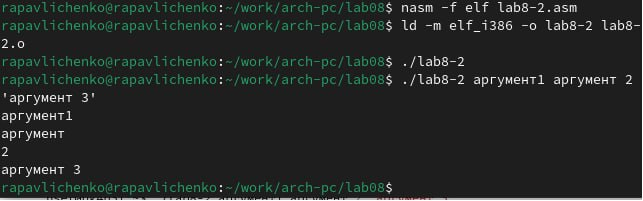 rapavlichenko@rapavlichenko:~/work/arch-pc/lab08$ nasm -f elf lab8-2.asm
rapavlichenko@rapavlichenko:~/work/arch-pc/lab08$ ld -m elf_i386 -o lab8-2 lab8-
2.o
rapavlichenko@rapavlichenko:~/work/arch-pc/lab08$ ./lab8-2
rapavlichenko@rapavlichenko:~/work/arch-pc/lab08$ ./lab8-2 аргумент1 аргумент 2
'аргумент 3'
аргумент1
аргумент
2
аргумент 3
rapavlichenko@rapavlichenko:~/work/arch-pc/lab08$